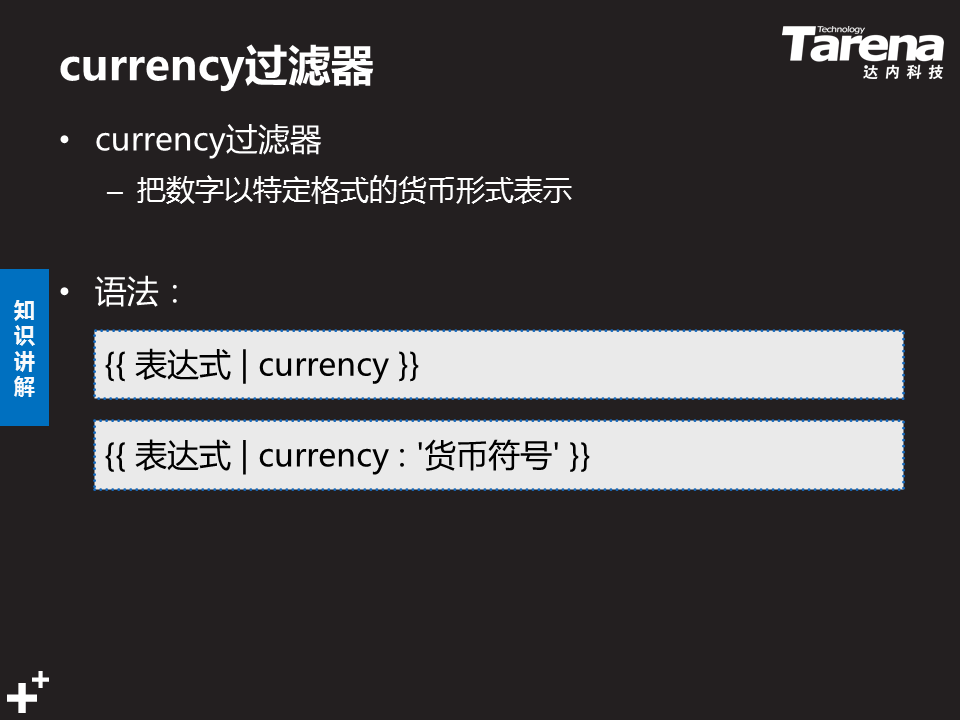 currency过滤器
Technology
Tarena
达内科技
• currency过滤器
– 把数字以特定格式的货币形式表示
• 语法：
{{ 表达式 | currency }}
{{ 表达式 | currency : '货币符号' }}
知识讲解